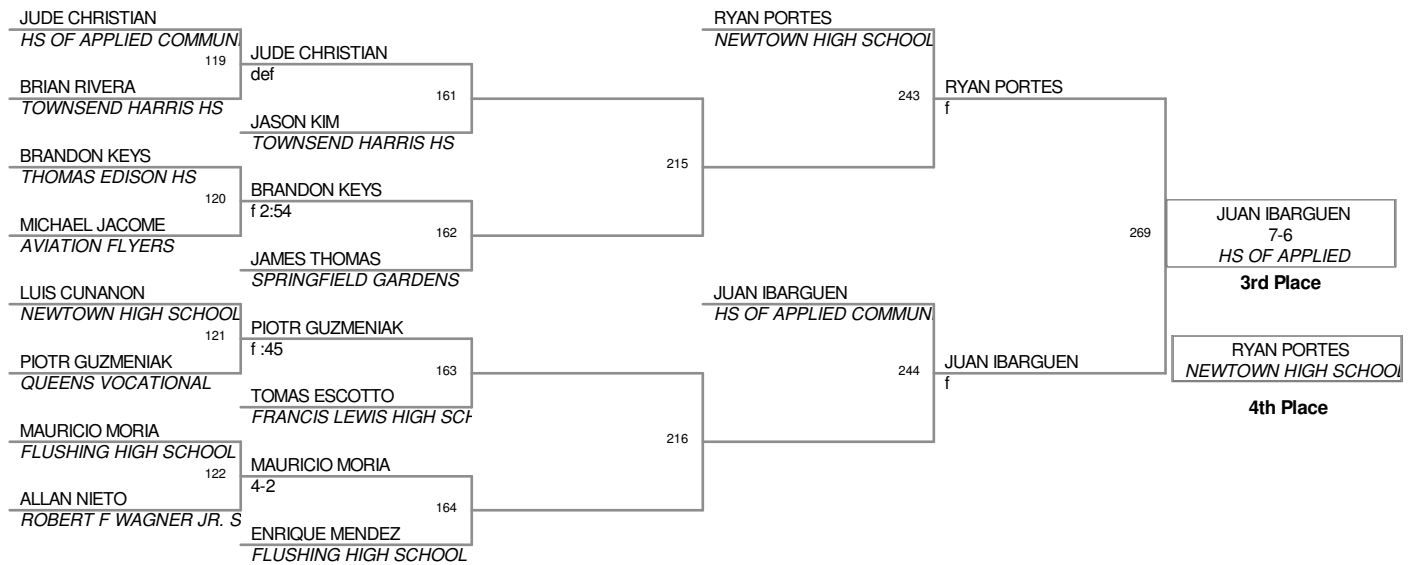 JUDE CHRISTIAN
HS OF APPLIED COMMUNI
119
BRIAN RIVERA
TOWNSEND HARRIS HS
BRANDON KEYS
THOMAS EDISON HS
120
MICHAEL JACOME
AVIATION FLYERS
LUIS CUNANON
NEWTOWN HIGH SCHOOL
121
PIOTR GUZMENIAK
QUEENS VOCATIONAL
MAURICIO MORIA
FLUSHING HIGH SCHOOL
122
ALLAN NIETO
ROBERT F WAGNER JR. S
JUDE CHRISTIAN
def
161
JASON KIM
TOWNSEND HARRIS HS
BRANDON KEYS
f 2:54
162
JAMES THOMAS
SPRINGFIELD GARDENS
PIOTR GUZMENIAK
f :45
163
TOMAS ESCOTTO
FRANCIS LEWIS HIGH SCH
MAURICIO MORIA
4-2
164
ENRIQUE MENDEZ
FLUSHING HIGH SCHOOL
215
216
RYAN PORTES
NEWTOWN HIGH SCHOOL
243
JUAN IBARGUEN
HS OF APPLIED COMMUN
244
RYAN PORTES
f
JUAN IBARGUEN
f
269
JUAN IBARGUEN
7-6
HS OF APPLIED
3rd Place
RYAN PORTES
NEWTOWN HIGH SCHOOL
4th Place